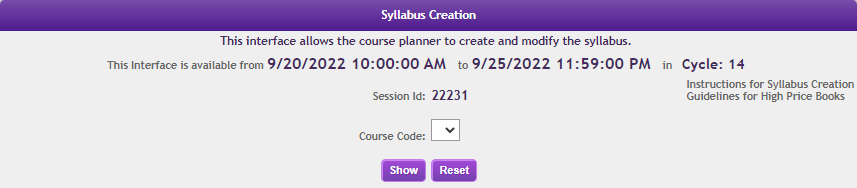 Syllabus Creation
This interface allows the course planner to create and modify the syllabus.
This Interface is available from 9/20/2022 10:00:00 AM to 9/25/2022 11:59:00 PM in Cycle: 14
Instructions for Syllabus Creation
Session Id: 22231
Guidelines for High Price Books
Course Code:
Show Reset